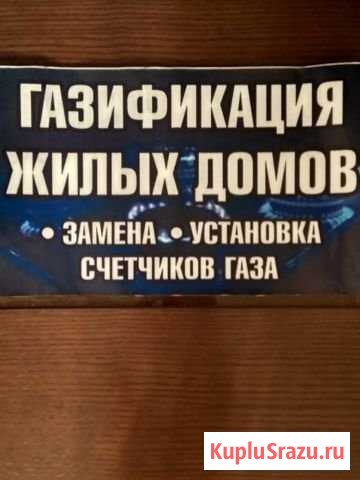 ГАЗИФИКАЦИЯ
ЖИЛЫХ ДОМОВ
• ЗАМЕНА • УСТАНОВКА
СЧЕТЧИКОВ ГАЗА
KupluSrazu.ru